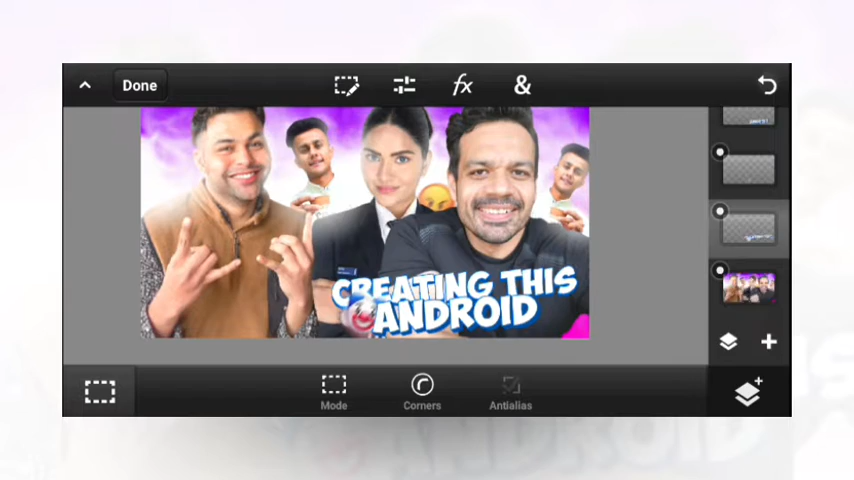 Done
fx
&
CREATING THIS
ANDROID
Mode
Corners
Antialias